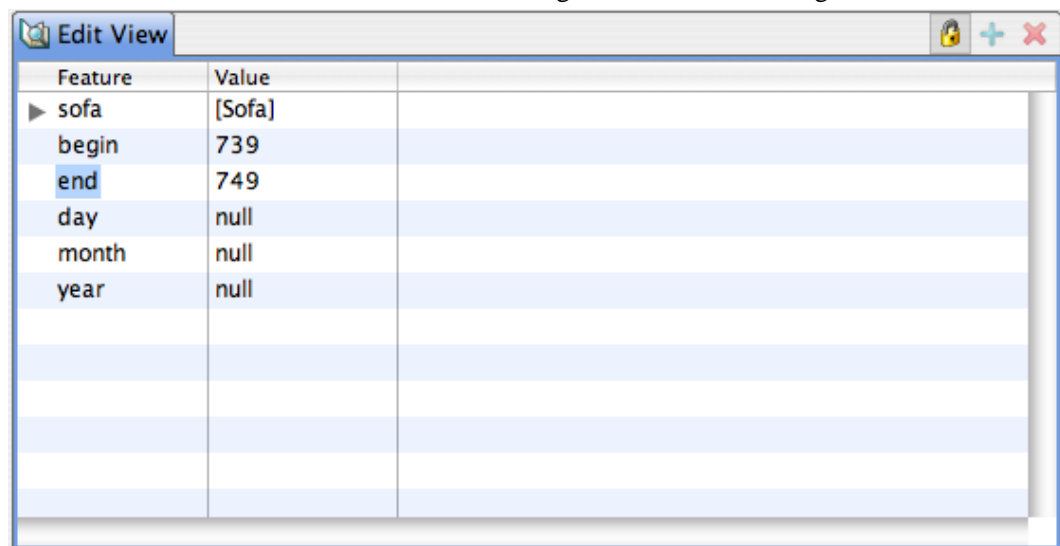 Edit View
Feature Value
sofa [Sofa]
begin 739
end 749
day null
month null
year null